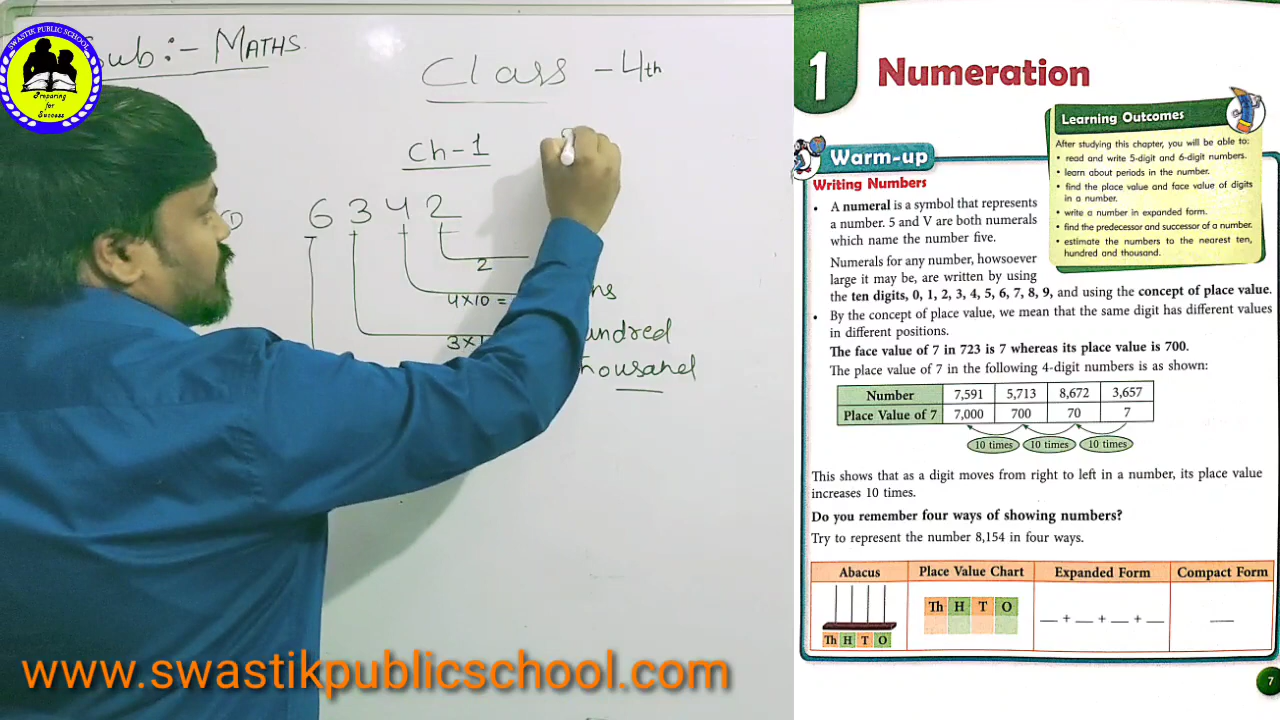 SWASTIK PUBLIC SCHOOL
Preparing
for
Success
Sub:- MATHS.
Class - 4th
Ch-1
1 6 3 4 2
2
4×10 =
ns
3×1
undred
housand
www.swastikpublicschool.com
1 Numeration
Learning Outcomes
After studying this chapter, you will be able to:
• read and write 5-digit and 6-digit numbers.
• learn about periods in the number.
• find the place value and face value of digits
in a number.
• write a number in expanded form.
• find the predecessor and successor of a number.
• estimate the numbers to the nearest ten,
hundred and thousand.
Warm-up
Writing Numbers
• A numeral is a symbol that represents
a number. 5 and V are both numerals
which name the number five.
Numerals for any number, howsoever
large it may be, are written by using
the ten digits, 0, 1, 2, 3, 4, 5, 6, 7, 8, 9, and using the concept of place value.
• By the concept of place value, we mean that the same digit has different values
in different positions.
The face value of 7 in 723 is 7 whereas its place value is 700.
The place value of 7 in the following 4-digit numbers is as shown:
Number 7,591 5,713 8,672 3,657
Place Value of 7 7,000 700 70 7
10 times 10 times 10 times
This shows that as a digit moves from right to left in a number, its place value
increases 10 times.
Do you remember four ways of showing numbers?
Try to represent the number 8,154 in four ways.
Abacus Place Value Chart Expanded Form Compact Form
Th H T O
__ + __ + __ + __ __
Th H T O
7